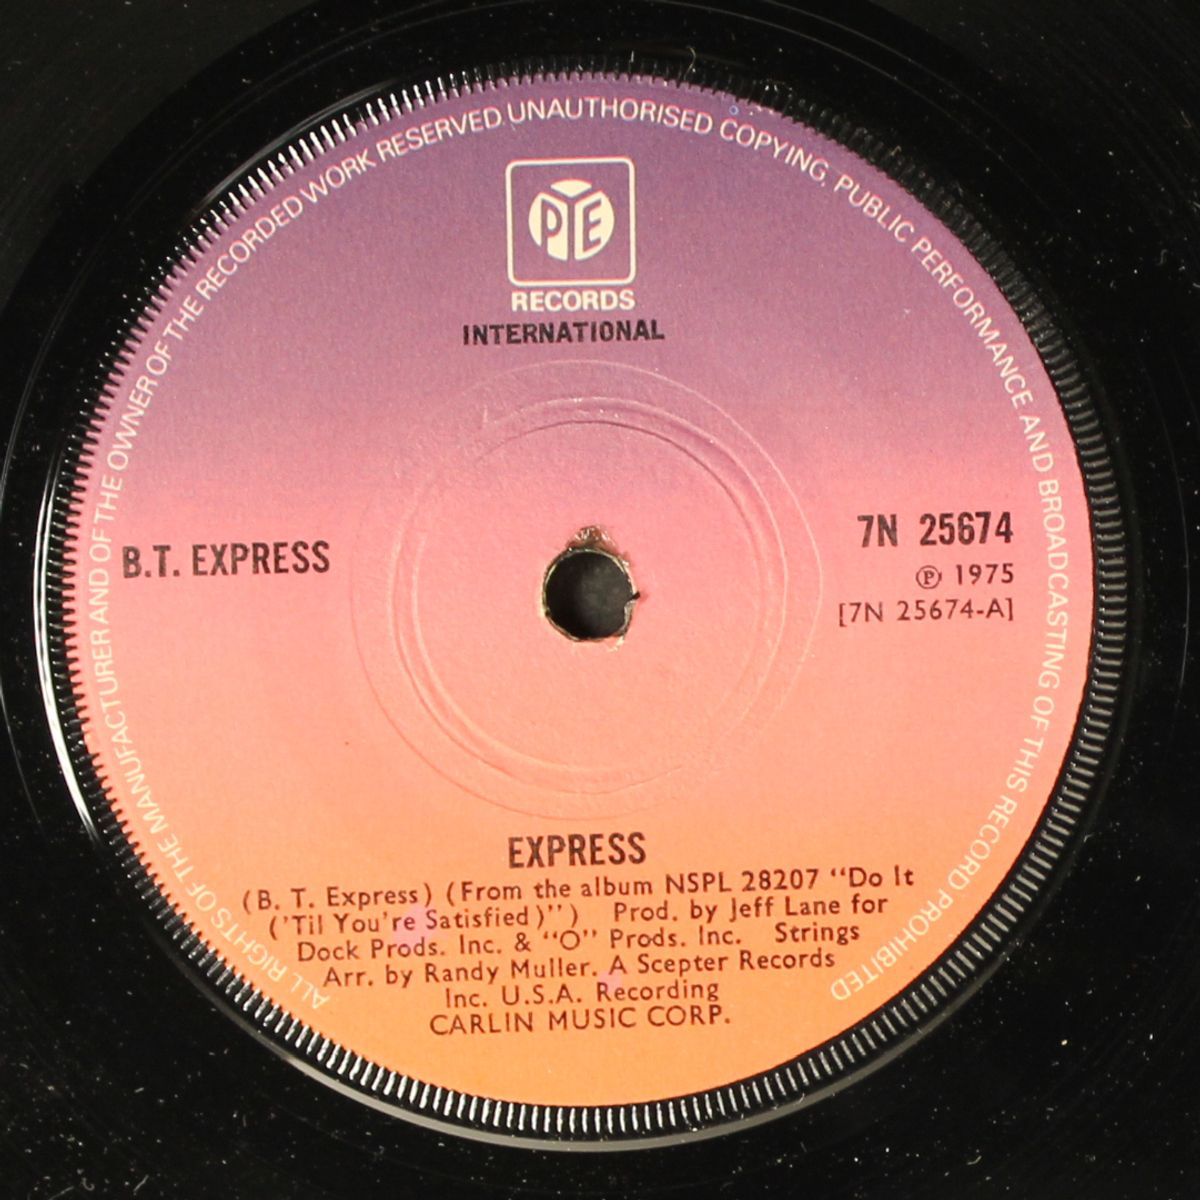 ALL RIGHTS OF THE MANUFACTURER AND OF THE OWNER OF THE RECORDED WORK RESERVED. UNAUTHORISED COPYING, PUBLIC PERFORMANCE AND BROADCASTING OF THIS RECORD PROHIBITED
PYE
RECORDS
INTERNATIONAL
B.T. EXPRESS
7N 25674
Ⓟ 1975
[7N 25674-A]
EXPRESS
(B. T. Express) (From the album NSPL 28207 “Do It
('Til You're Satisfied)”) Prod. by Jeff Lane for
Dock Prods. Inc. & “O” Prods. Inc. Strings
Arr. by Randy Muller. A Scepter Records
Inc. U.S.A. Recording
CARLIN MUSIC CORP.